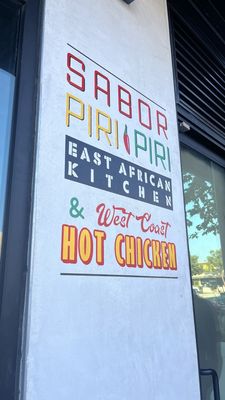 SABOR
PIRI PIRI
EAST AFRICAN
KITCHEN
& West Coast
HOT CHICKEN